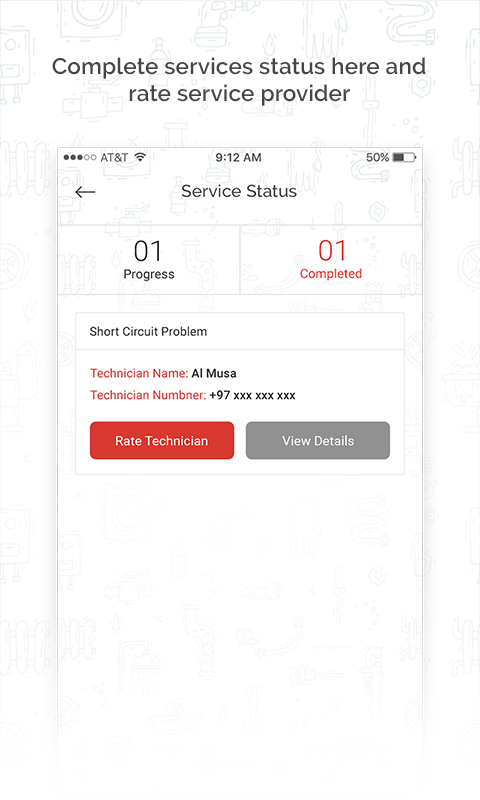 Complete services status here and
rate service provider
AT&T 9:12 AM 50%
Service Status
01 01
Progress Completed
Short Circuit Problem
Technician Name: Al Musa
Technician Numbner: +97 xxx xxx xxx
Rate Technician View Details